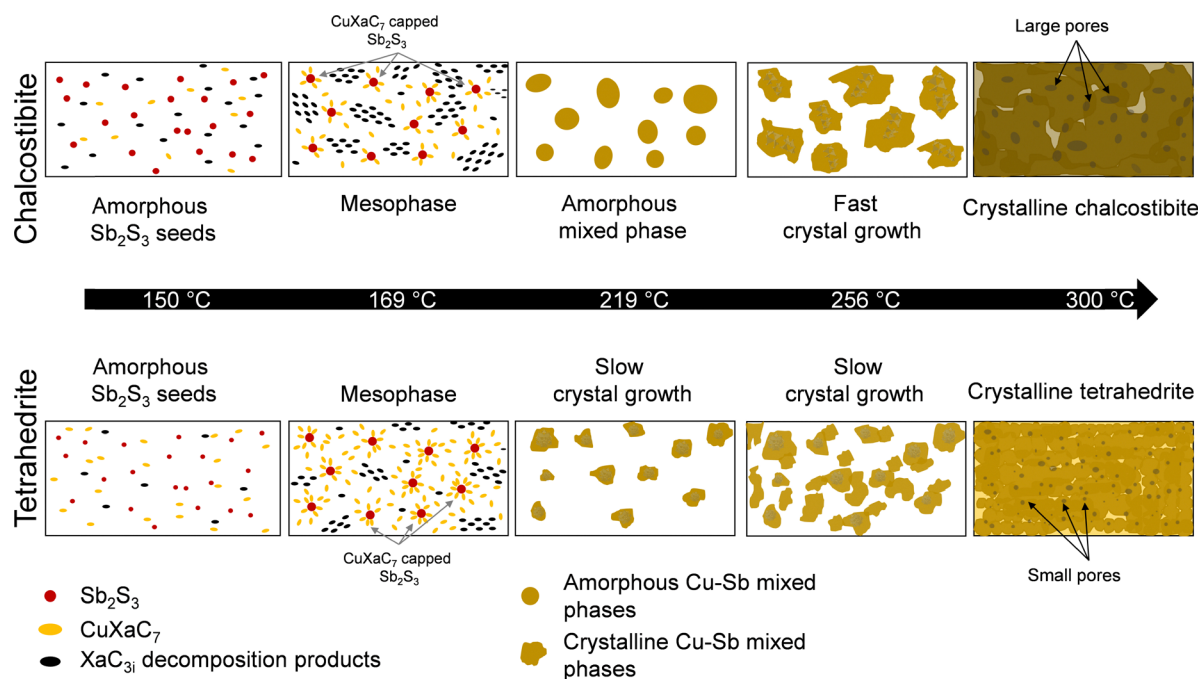 CuXaC₇ capped
Sb₂S₃
Large pores
Chalcostibite
Amorphous
Sb₂S₃ seeds
Mesophase
Amorphous
mixed phase
Fast
crystal growth
Crystalline chalcostibite
150 °C
169 °C
219 °C
256 °C
300 °C
Tetrahedrite
Amorphous
Sb₂S₃ seeds
Mesophase
Slow
crystal growth
Slow
crystal growth
Crystalline tetrahedrite
CuXaC₇ capped
Sb₂S₃
Small pores
Sb₂S₃
CuXaC₇
XaC₃ᵢ decomposition products
Amorphous Cu-Sb mixed
phases
Crystalline Cu-Sb mixed
phases